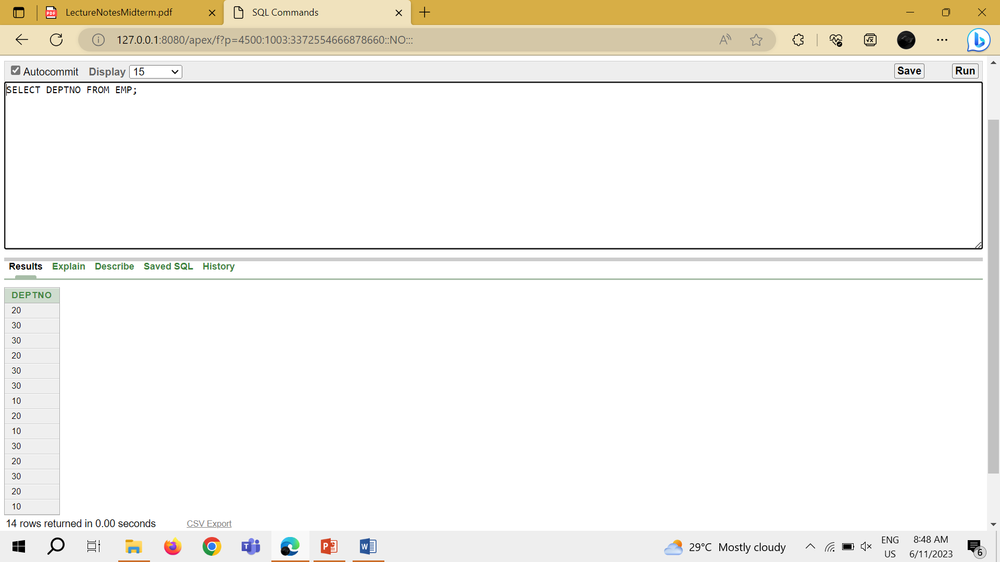 LectureNotesMidterm.pdf
SQL Commands
127.0.0.1:8080/apex/f?p=4500:1003:3372554666878660::NO:::
Autocommit Display 15 Save Run
SELECT DEPTNO FROM EMP;
Results Explain Describe Saved SQL History
DEPTNO
20
30
30
20
30
30
10
20
10
30
20
30
20
10
14 rows returned in 0.00 seconds CSV Export
29°C Mostly cloudy
ENG
US
8:48 AM
6/11/2023
6